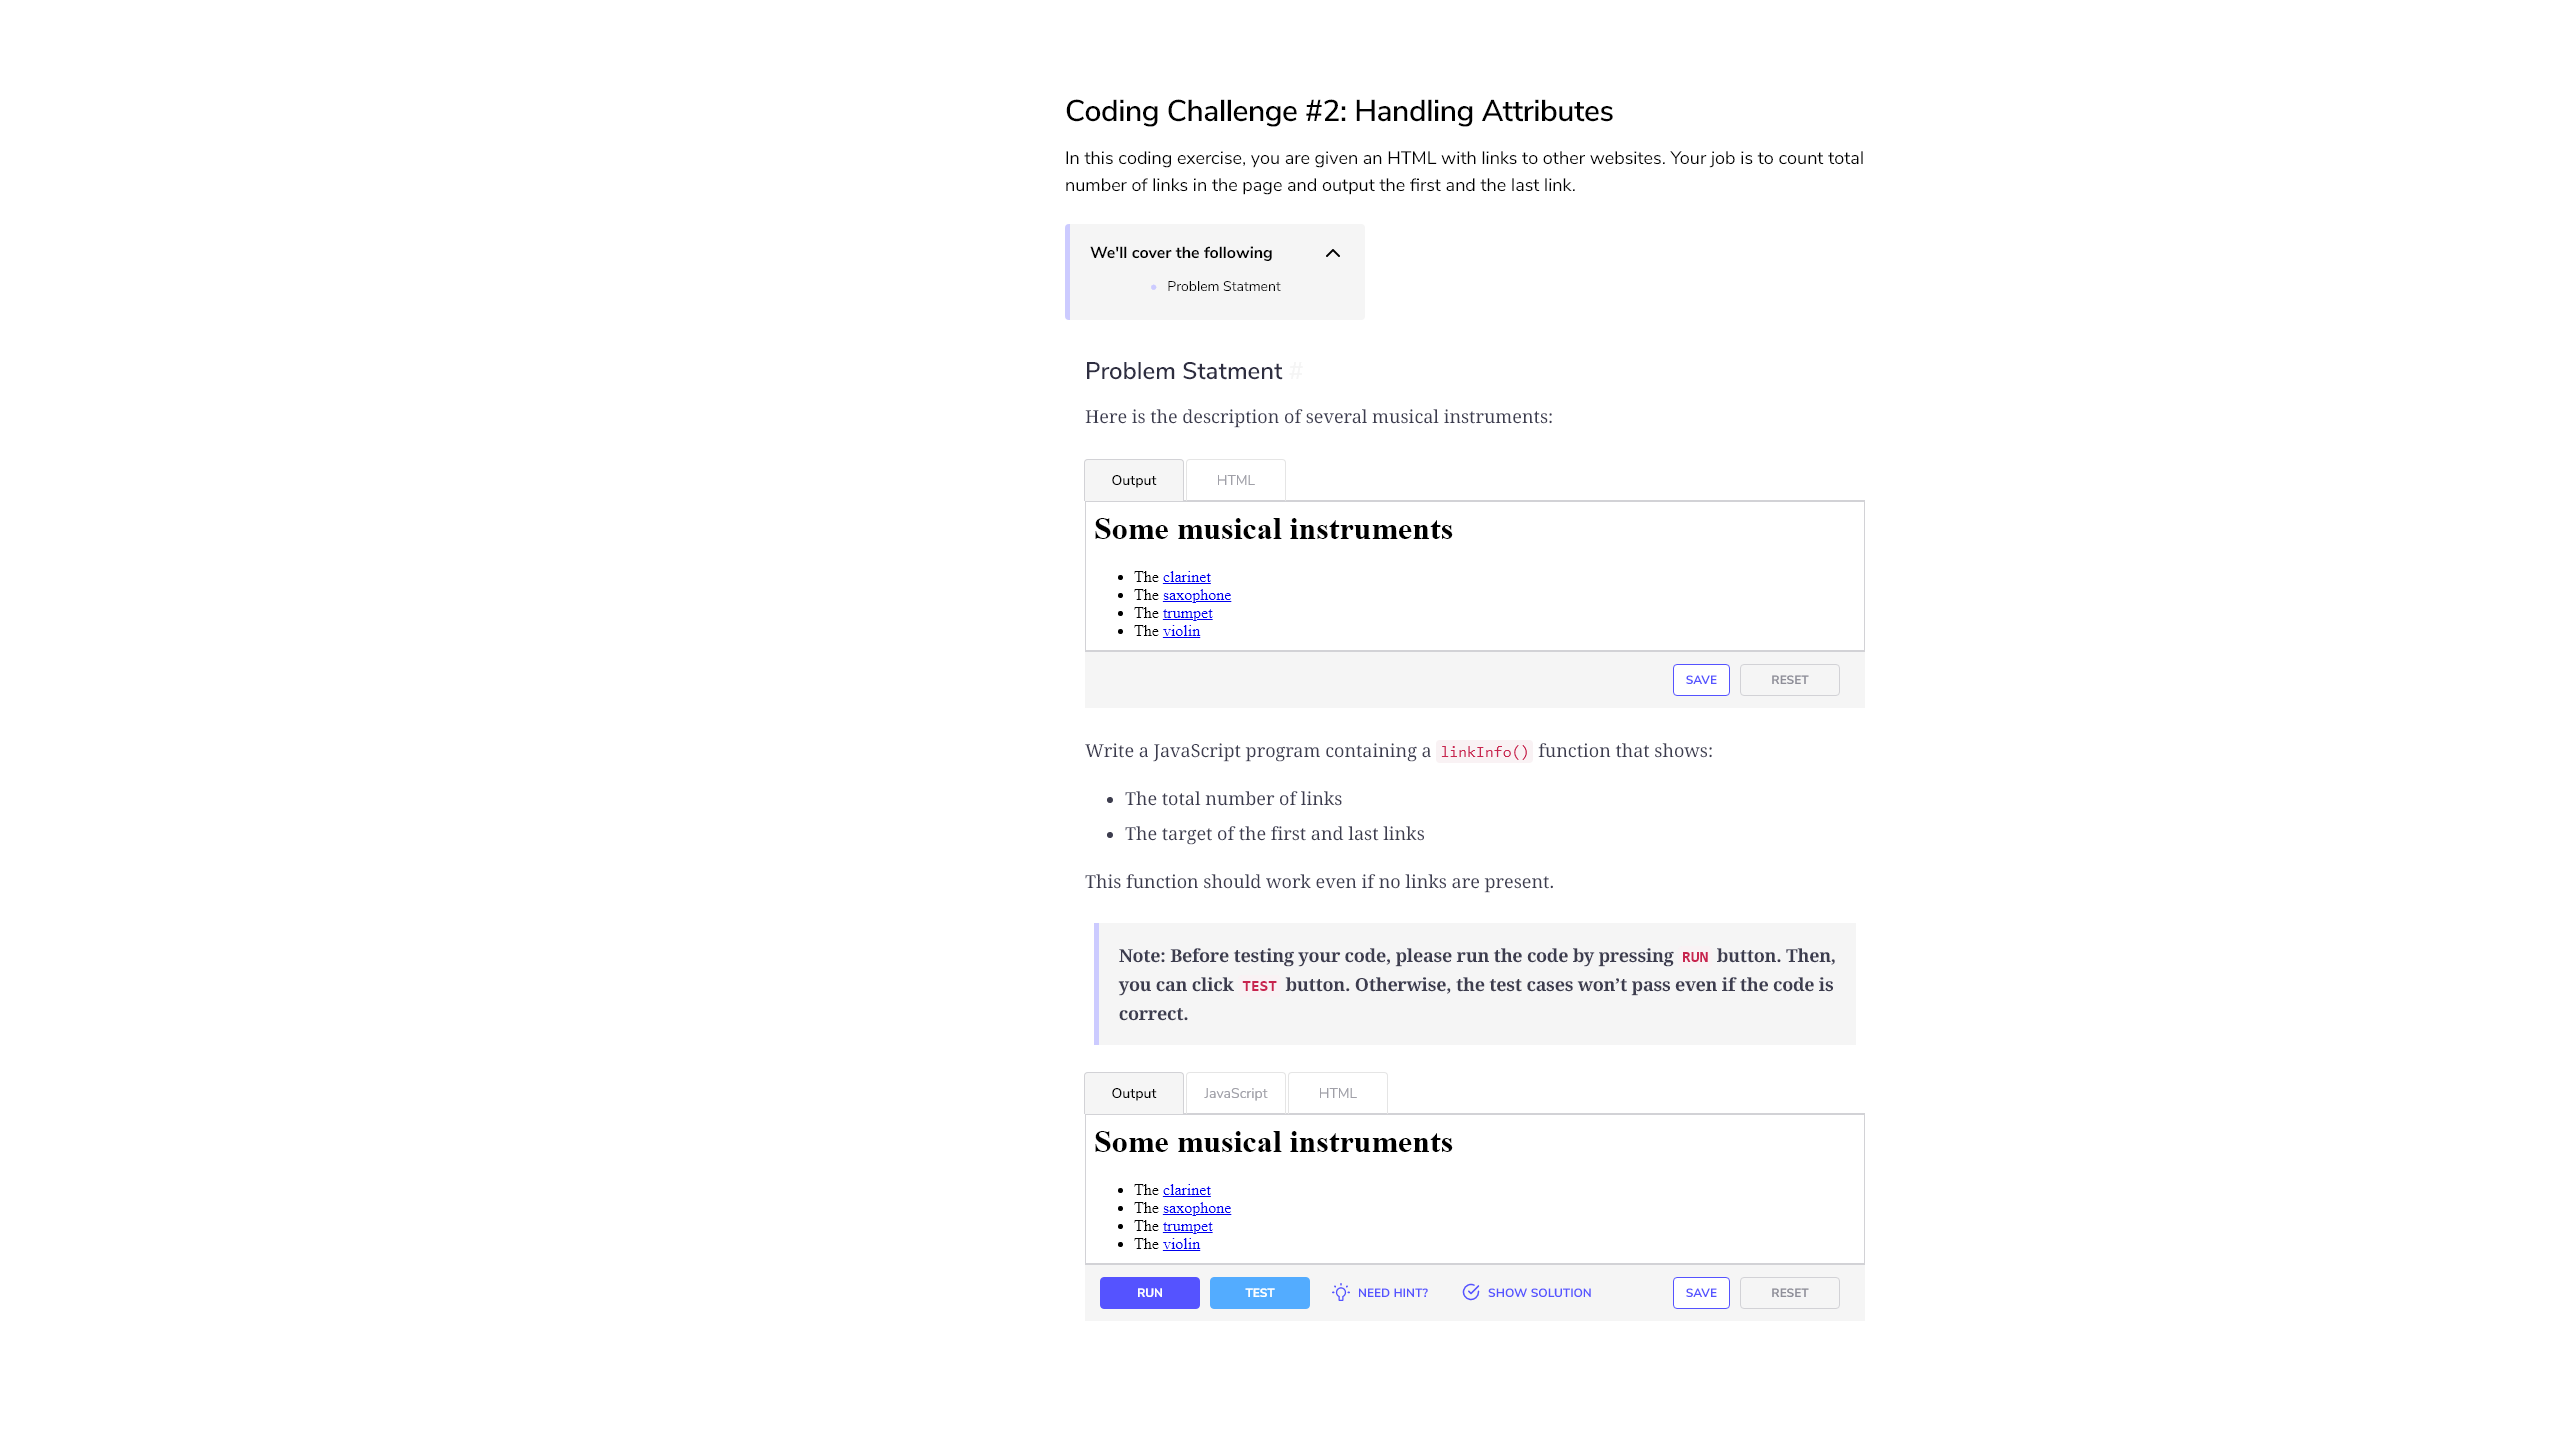 Coding Challenge #2: Handling Attributes
In this coding exercise, you are given an HTML with links to other websites. Your job is to count total
number of links in the page and output the first and the last link.
We'll cover the following
Problem Statment
Problem Statment #
Here is the description of several musical instruments:
Output HTML
Some musical instruments
• The clarinet
• The saxophone
• The trumpet
• The violin
SAVE RESET
Write a JavaScript program containing a linkInfo() function that shows:
• The total number of links
• The target of the first and last links
This function should work even if no links are present.
Note: Before testing your code, please run the code by pressing RUN button. Then,
you can click TEST button. Otherwise, the test cases won’t pass even if the code is
correct.
Output JavaScript HTML
Some musical instruments
• The clarinet
• The saxophone
• The trumpet
• The violin
RUN TEST NEED HINT? SHOW SOLUTION SAVE RESET